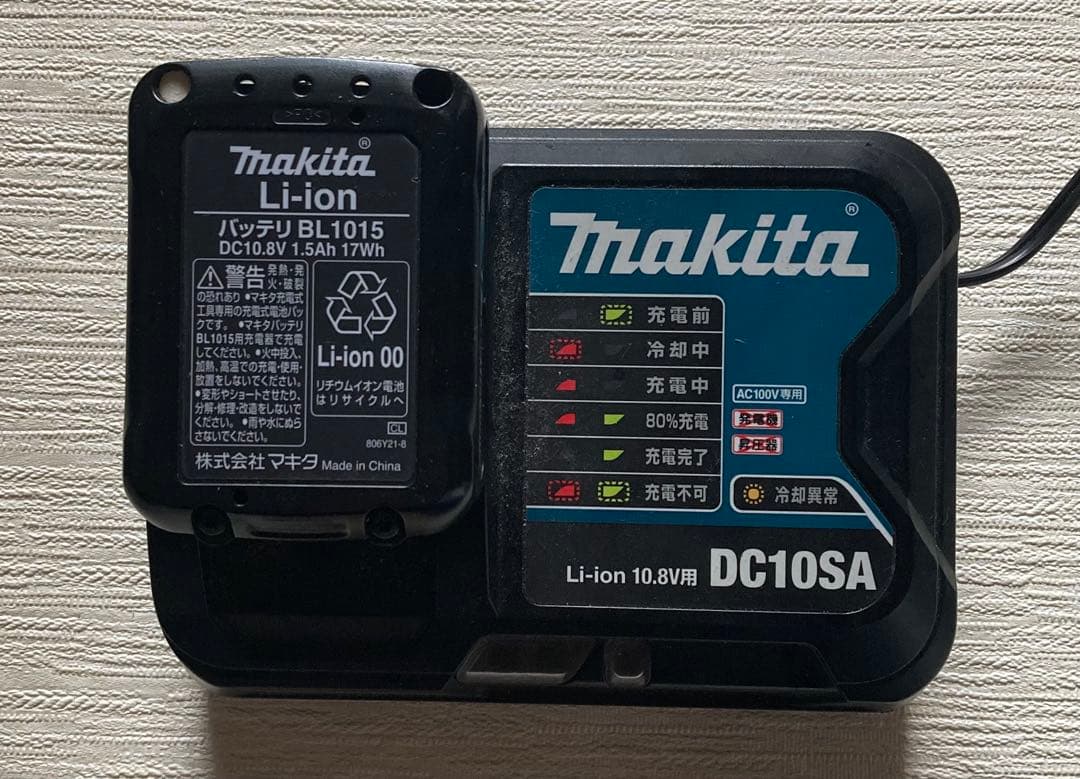 makita®
Li-ion
バッテリ BL1015
DC10.8V 1.5Ah 17Wh
警告 発熱・発
火・破裂
の恐れあり ●マキタ充電式
工具専用の充電式電池パッ
クです。 ●マキタバッテリ
BL1015用充電器で充電
してください。●火中投入、
加熱、高温での充電・使用・
放置をしないでください。
●変形やショートさせたり、
分解・修理・改造をしないで
ください。 ●雨や水にぬら
さないでください。
Li-ion 00
リチウムイオン電池
はリサイクルへ
CL
806Y21-8
株式会社 マキタ Made in China
makita®
充電前
冷却中
充電中
80%充電
充電完了
充電不可
AC100V専用
発電機
昇圧器
冷却異常
Li-ion 10.8V用 DC10SA